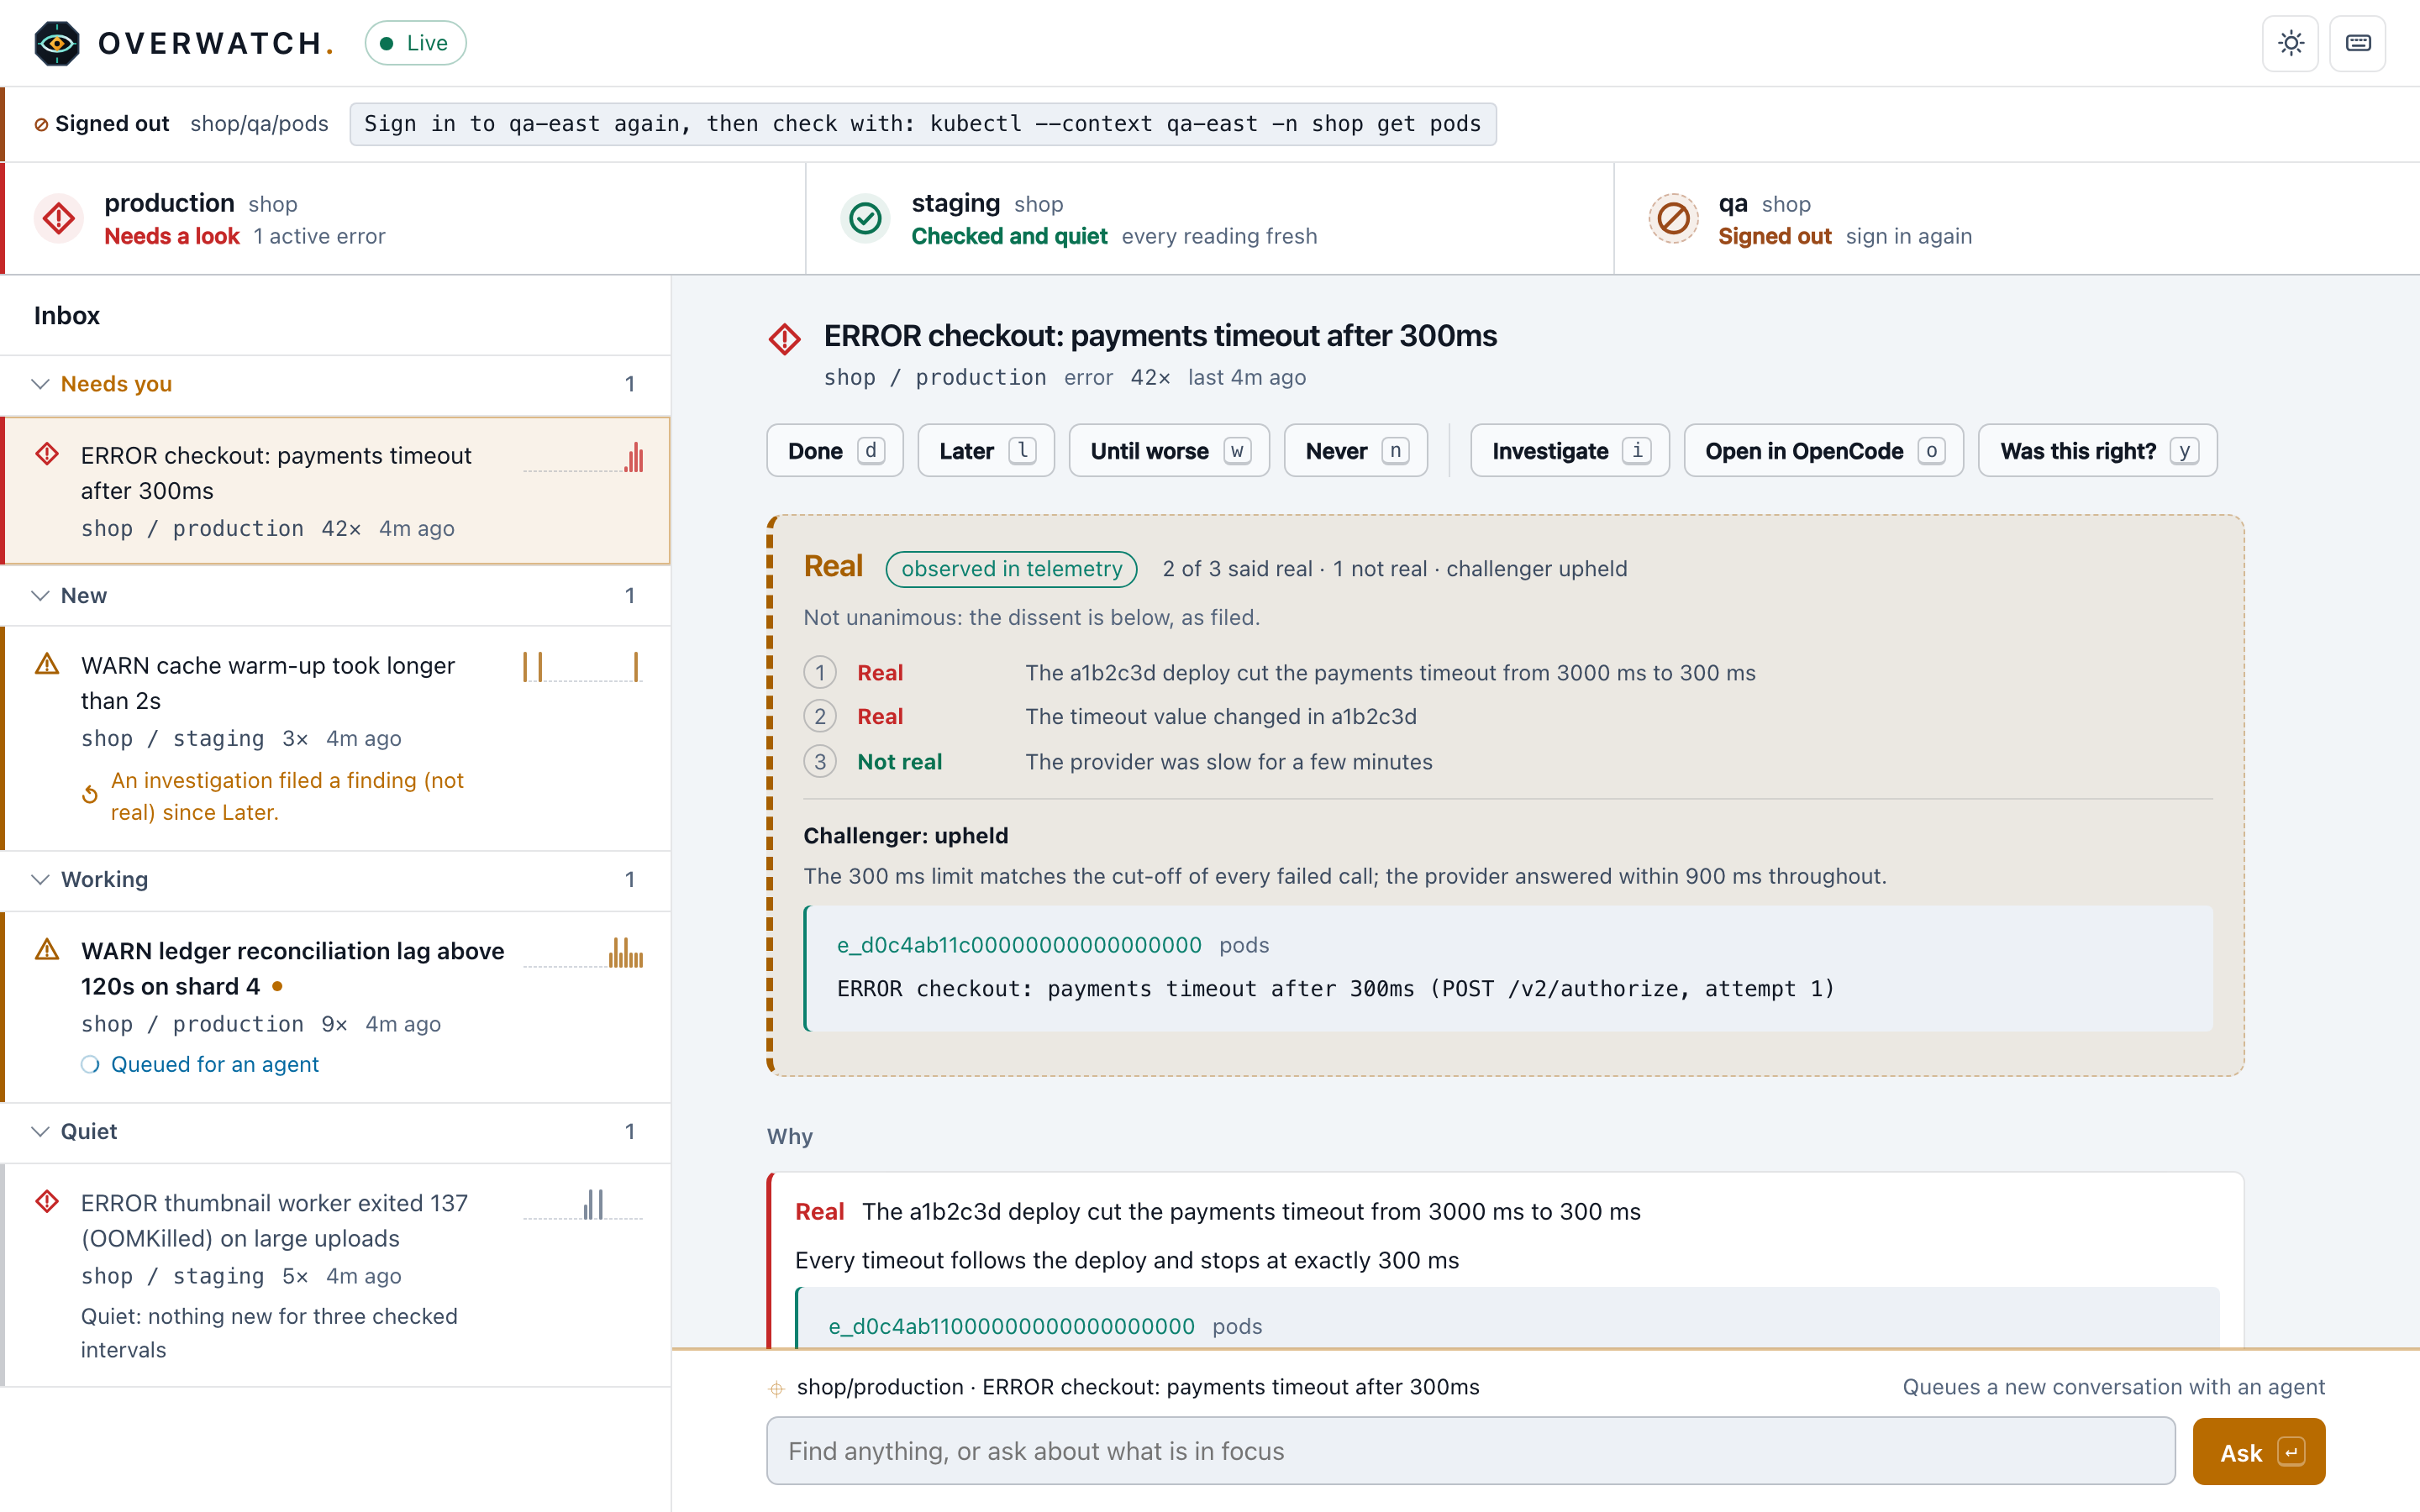 OVERWATCH.
Live
Signed out shop/qa/pods Sign in to qa-east again, then check with: kubectl --context qa-east -n shop get pods
production shop
Needs a look 1 active error
staging shop
Checked and quiet every reading fresh
qa shop
Signed out sign in again
Inbox
Needs you 1
ERROR checkout: payments timeout
after 300ms
shop / production 42× 4m ago
New 1
WARN cache warm-up took longer
than 2s
shop / staging 3× 4m ago
An investigation filed a finding (not
real) since Later.
Working 1
WARN ledger reconciliation lag above
120s on shard 4
shop / production 9× 4m ago
Queued for an agent
Quiet 1
ERROR thumbnail worker exited 137
(OOMKilled) on large uploads
shop / staging 5× 4m ago
Quiet: nothing new for three checked
intervals
ERROR checkout: payments timeout after 300ms
shop / production error 42× last 4m ago
Done d Later l Until worse w Never n Investigate i Open in OpenCode o Was this right? y
Real observed in telemetry 2 of 3 said real · 1 not real · challenger upheld
Not unanimous: the dissent is below, as filed.
1 Real The a1b2c3d deploy cut the payments timeout from 3000 ms to 300 ms
2 Real The timeout value changed in a1b2c3d
3 Not real The provider was slow for a few minutes
Challenger: upheld
The 300 ms limit matches the cut-off of every failed call; the provider answered within 900 ms throughout.
e_d0c4ab11c00000000000000000 pods
ERROR checkout: payments timeout after 300ms (POST /v2/authorize, attempt 1)
Why
Real The a1b2c3d deploy cut the payments timeout from 3000 ms to 300 ms
Every timeout follows the deploy and stops at exactly 300 ms
e_d0c4ab110000000000000000000 pods
shop/production · ERROR checkout: payments timeout after 300ms
Queues a new conversation with an agent
Find anything, or ask about what is in focus
Ask ↵